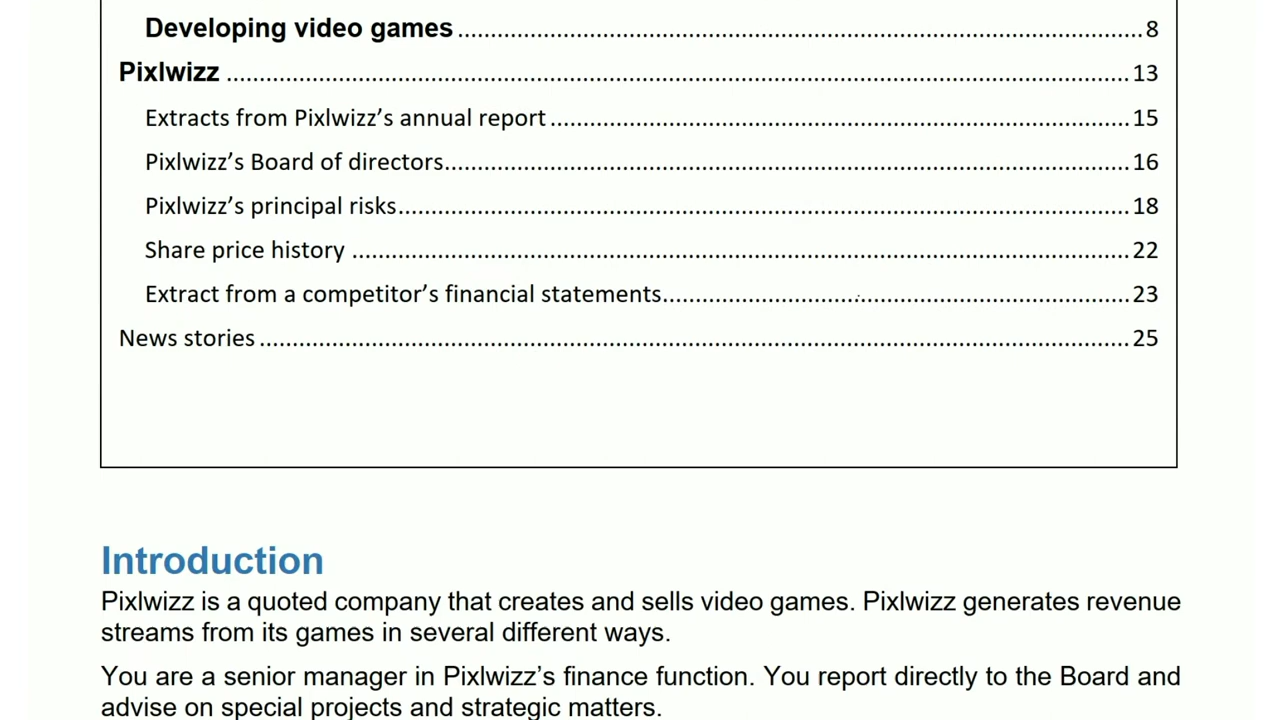 Developing video games........................................................................................................8
Pixlwizz ..........................................................................................................................13
Extracts from Pixlwizz’s annual report.......................................................................................15
Pixlwizz’s Board of directors.....................................................................................................16
Pixlwizz’s principal risks............................................................................................................18
Share price history ...................................................................................................................22
Extract from a competitor’s financial statements......................................................................23
News stories..................................................................................................................................25
Introduction
Pixlwizz is a quoted company that creates and sells video games. Pixlwizz generates revenue
streams from its games in several different ways.
You are a senior manager in Pixlwizz’s finance function. You report directly to the Board and
advise on special projects and strategic matters.